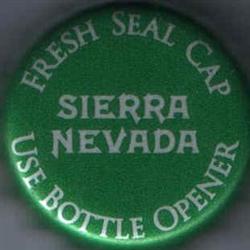 FRESH SEAL CAP
SIERRA
NEVADA
USE BOTTLE OPENER